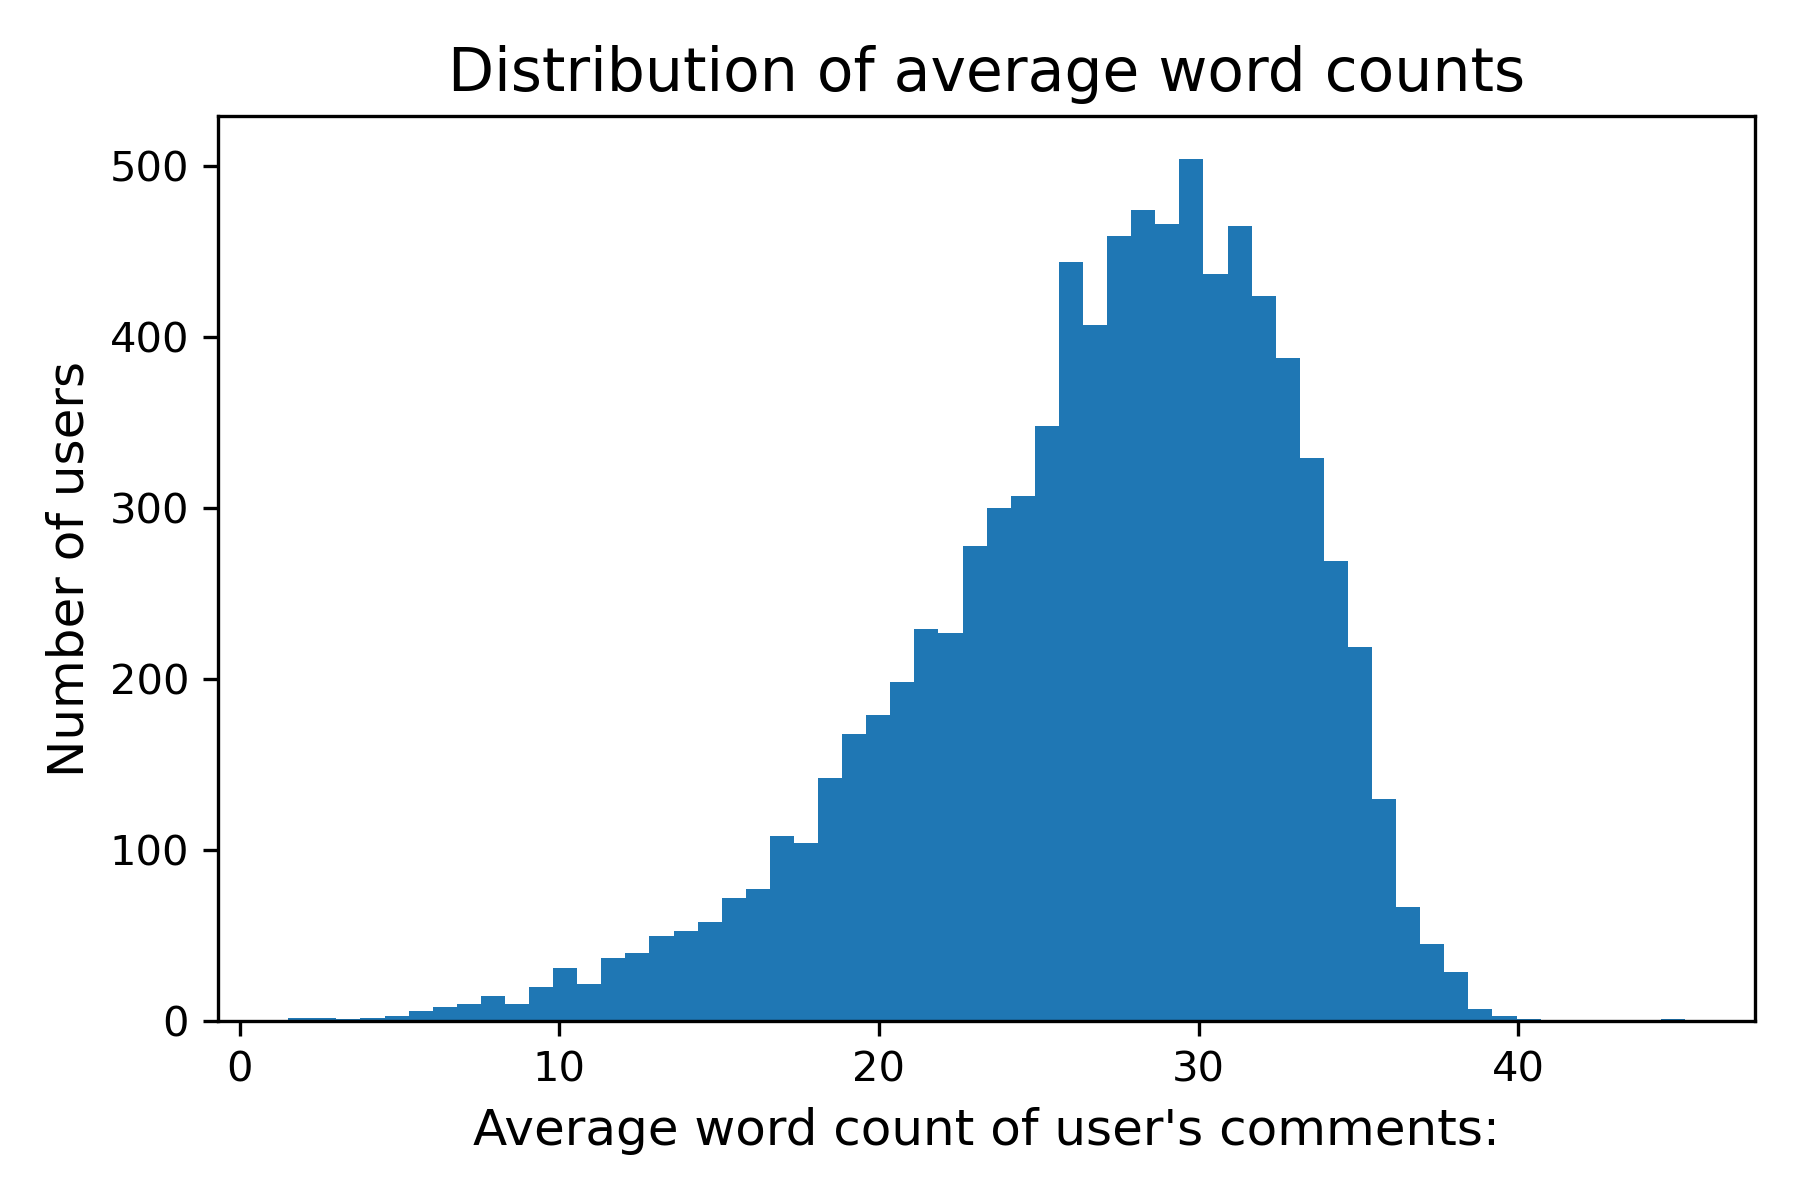 Distribution of average word counts
Number of users
500
400
300
200
100
0
0 10 20 30 40
Average word count of user's comments: